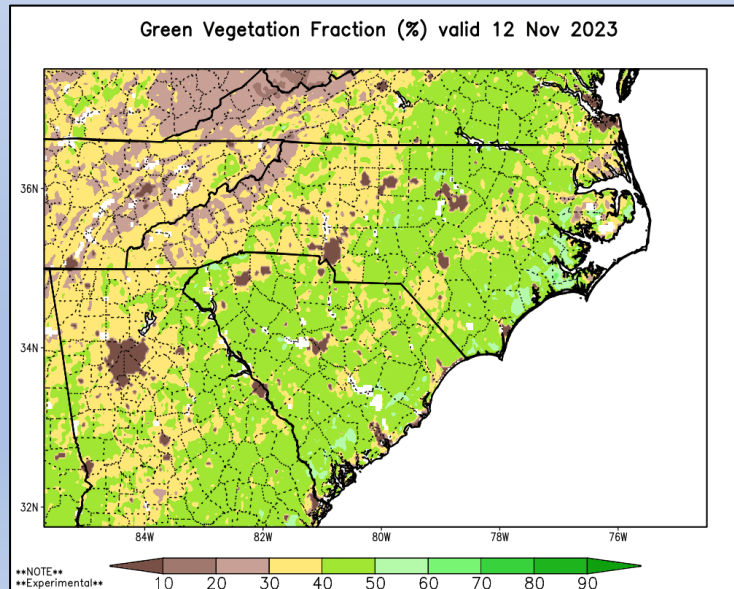 Green Vegetation Fraction (%) valid 12 Nov 2023
36N
34N
32N
84W 82W 80W 78W 76W
**NOTE**
**Experimental**
10 20 30 40 50 60 70 80 90